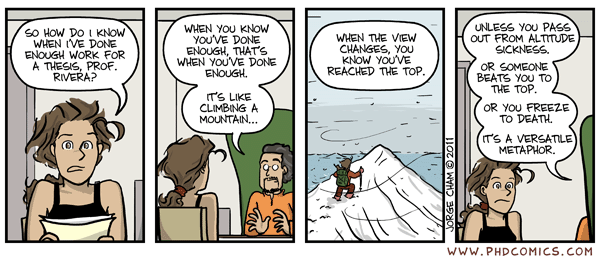 SO HOW DO I KNOW
WHEN I'VE DONE
ENOUGH WORK FOR
A THESIS, PROF.
RIVERA?
WHEN YOU KNOW
YOU'VE DONE
ENOUGH, THAT'S
WHEN YOU'VE DONE
ENOUGH.
IT'S LIKE
CLIMBING A
MOUNTAIN...
WHEN THE VIEW
CHANGES, YOU
KNOW YOU'VE
REACHED THE TOP.
JORGE CHAM © 2011
UNLESS YOU PASS
OUT FROM ALTITUDE
SICKNESS.
OR SOMEONE
BEATS YOU TO
THE TOP.
OR YOU FREEZE
TO DEATH.
IT'S A VERSATILE
METAPHOR.
WWW.PHDCOMICS.COM